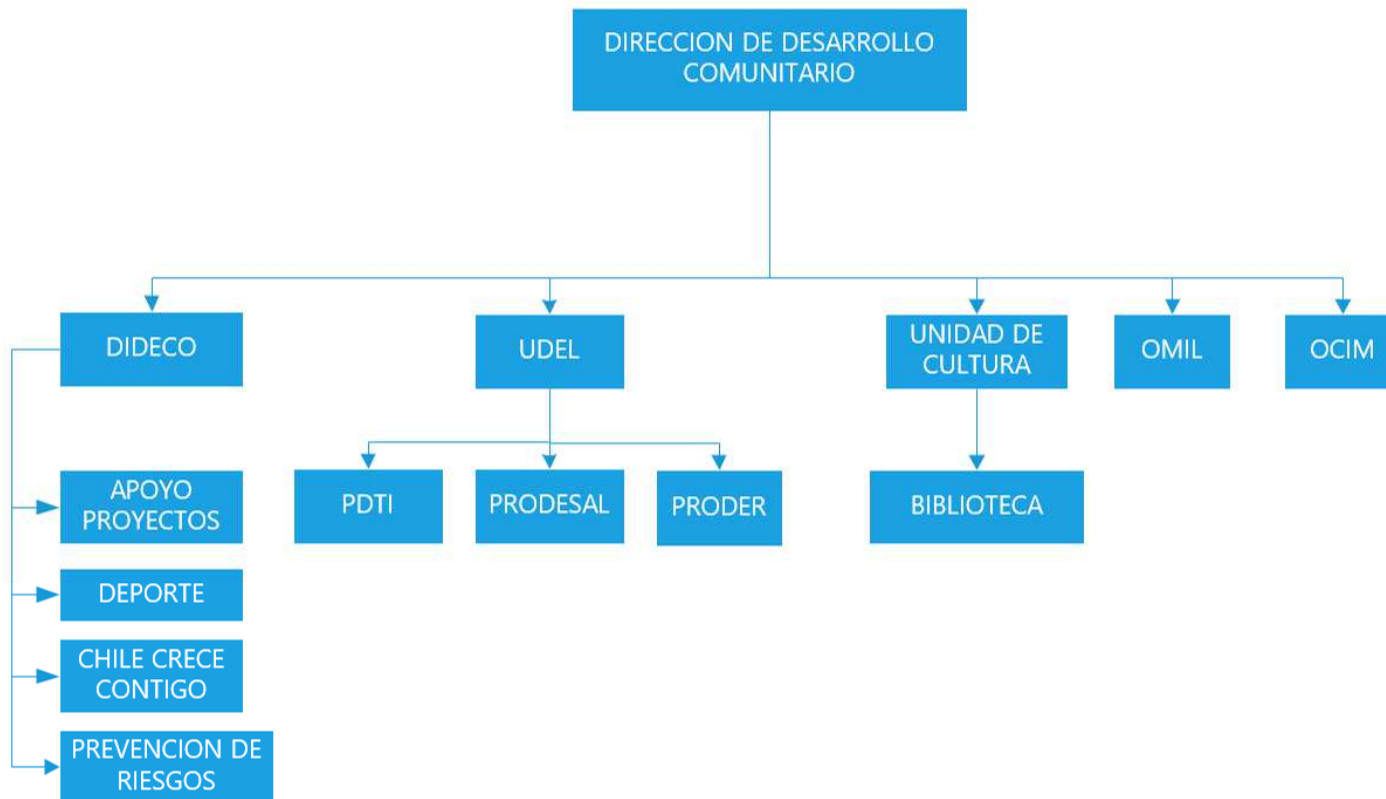 DIRECCION DE DESARROLLO
COMUNITARIO
DIDECO
UDEL
UNIDAD DE
CULTURA
OMIL
OCIM
APOYO
PROYECTOS
PDTI
PRODESAL
PRODER
BIBLIOTECA
DEPORTE
CHILE CRECE
CONTIGO
PREVENCION DE
RIESGOS